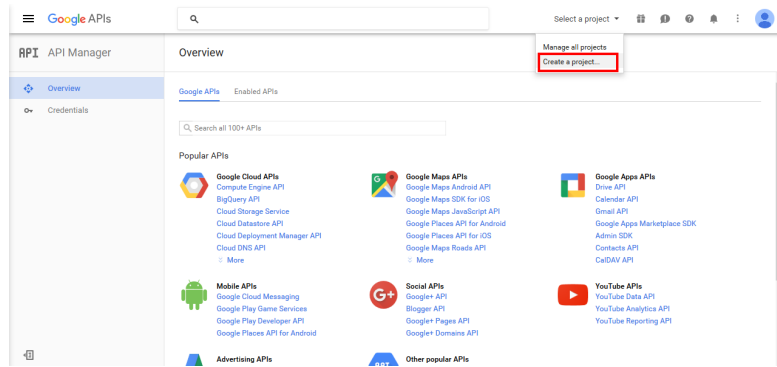 Google APIs
Select a project
API API Manager
Overview
Manage all projects
Create a project...
Overview
Credentials
Google APIs Enabled APIs
Search all 100+ APIs
Popular APIs
Google Cloud APIs
Compute Engine API
BigQuery API
Cloud Storage Service
Cloud Datastore API
Cloud Deployment Manager API
Cloud DNS API
More
Google Maps APIs
Google Maps Android API
Google Maps SDK for iOS
Google Maps JavaScript API
Google Places API for Android
Google Places API for iOS
Google Maps Roads API
More
Google Apps APIs
Drive API
Calendar API
Gmail API
Google Apps Marketplace SDK
Admin SDK
Contacts API
CalDAV API
Mobile APIs
Google Cloud Messaging
Google Play Game Services
Google Play Developer API
Google Places API for Android
G+
Social APIs
Google+ API
Blogger API
Google+ Pages API
Google+ Domains API
YouTube APIs
YouTube Data API
YouTube Analytics API
YouTube Reporting API
Advertising APIs
API
Other popular APIs